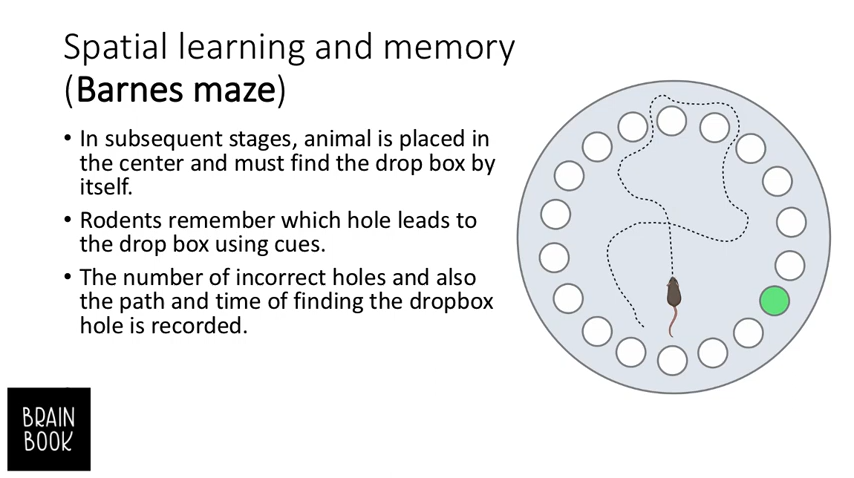 Spatial learning and memory
(Barnes maze)
• In subsequent stages, animal is placed in
the center and must find the drop box by
itself.
• Rodents remember which hole leads to
the drop box using cues.
• The number of incorrect holes and also
the path and time of finding the dropbox
hole is recorded.
BRAIN
BOOK